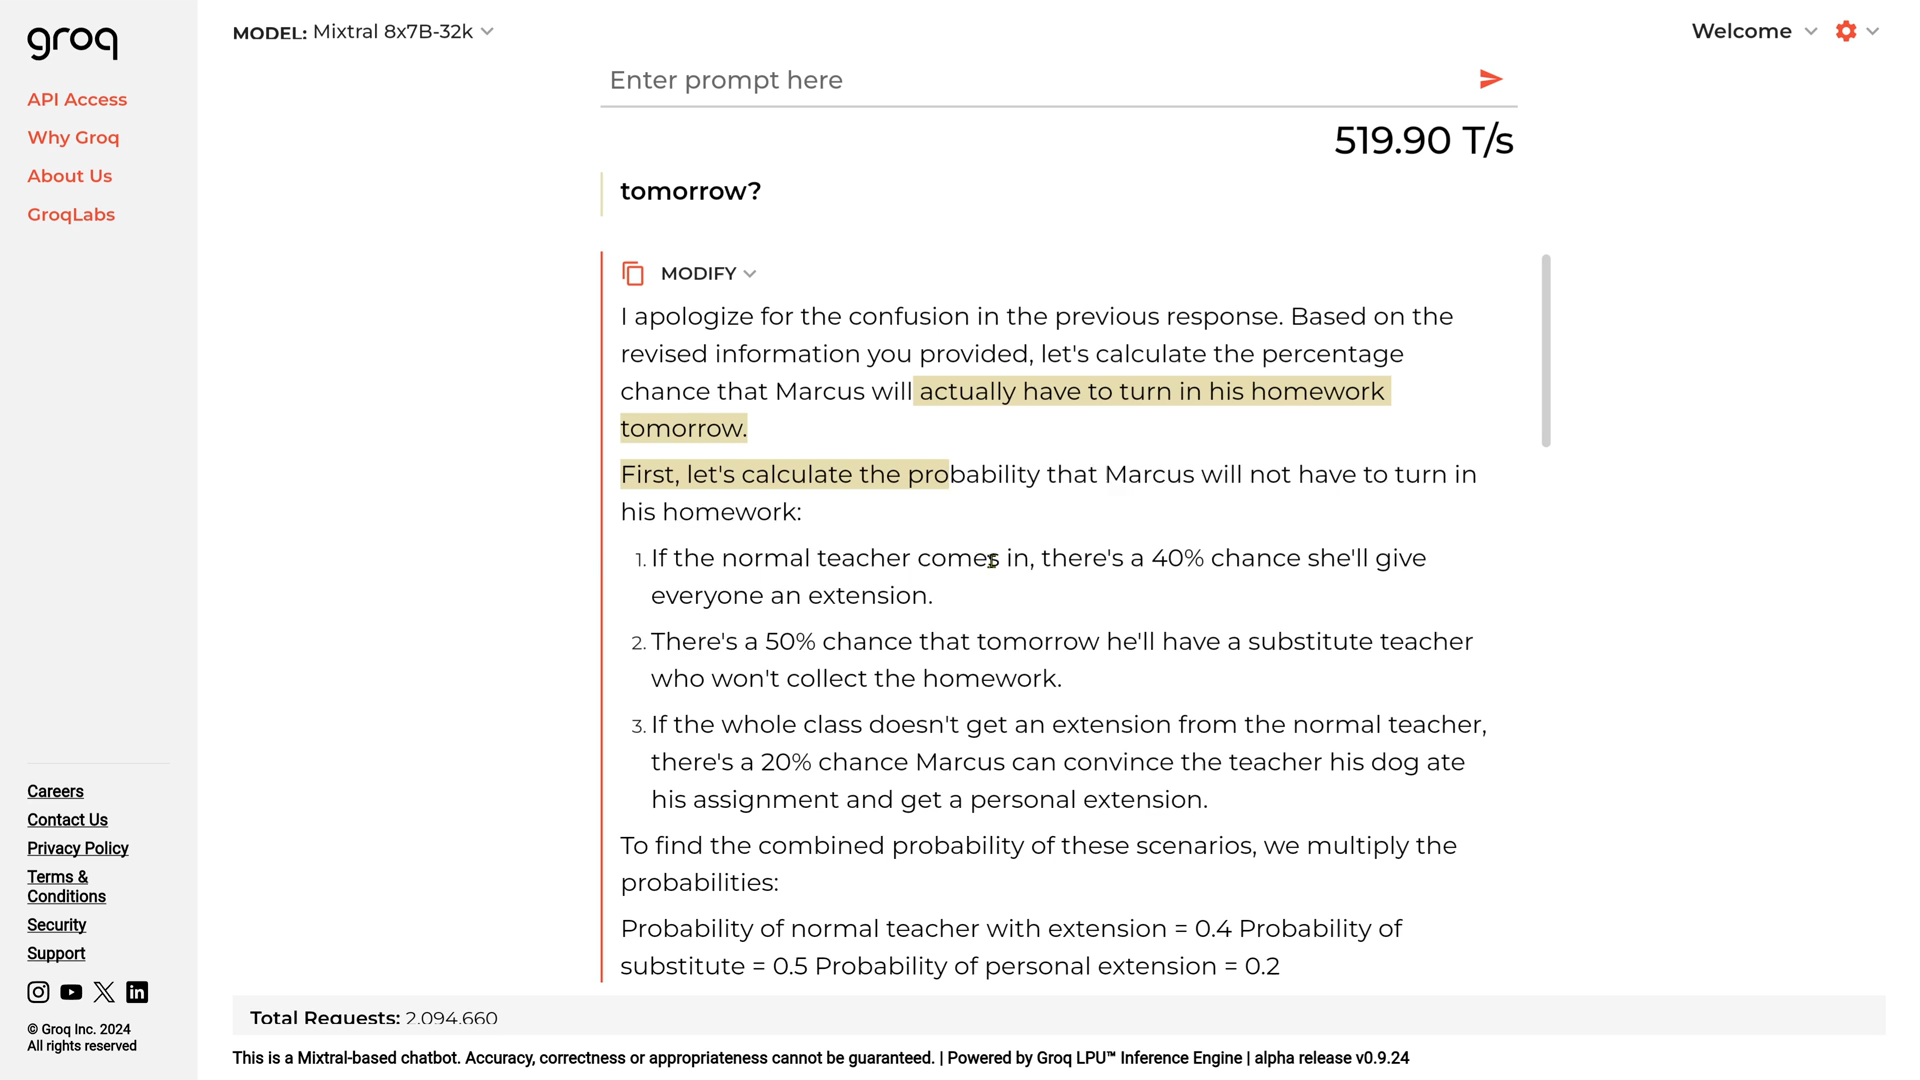 groq
API Access
Why Groq
About Us
GroqLabs
MODEL: Mixtral 8x7B-32k
Welcome
Enter prompt here
519.90 T/s
tomorrow?
MODIFY
I apologize for the confusion in the previous response. Based on the
revised information you provided, let's calculate the percentage
chance that Marcus will actually have to turn in his homework
tomorrow.
First, let's calculate the probability that Marcus will not have to turn in
his homework:
1. If the normal teacher comes in, there's a 40% chance she'll give
everyone an extension.
2. There's a 50% chance that tomorrow he'll have a substitute teacher
who won't collect the homework.
3. If the whole class doesn't get an extension from the normal teacher,
there's a 20% chance Marcus can convince the teacher his dog ate
his assignment and get a personal extension.
To find the combined probability of these scenarios, we multiply the
probabilities:
Probability of normal teacher with extension = 0.4 Probability of
substitute = 0.5 Probability of personal extension = 0.2
Careers
Contact Us
Privacy Policy
Terms &
Conditions
Security
Support
in
© Groq Inc. 2024
All rights reserved
Total Requests: 2,094,660
This is a Mixtral-based chatbot. Accuracy, correctness or appropriateness cannot be guaranteed. | Powered by Groq LPU™ Inference Engine | alpha release v0.9.24